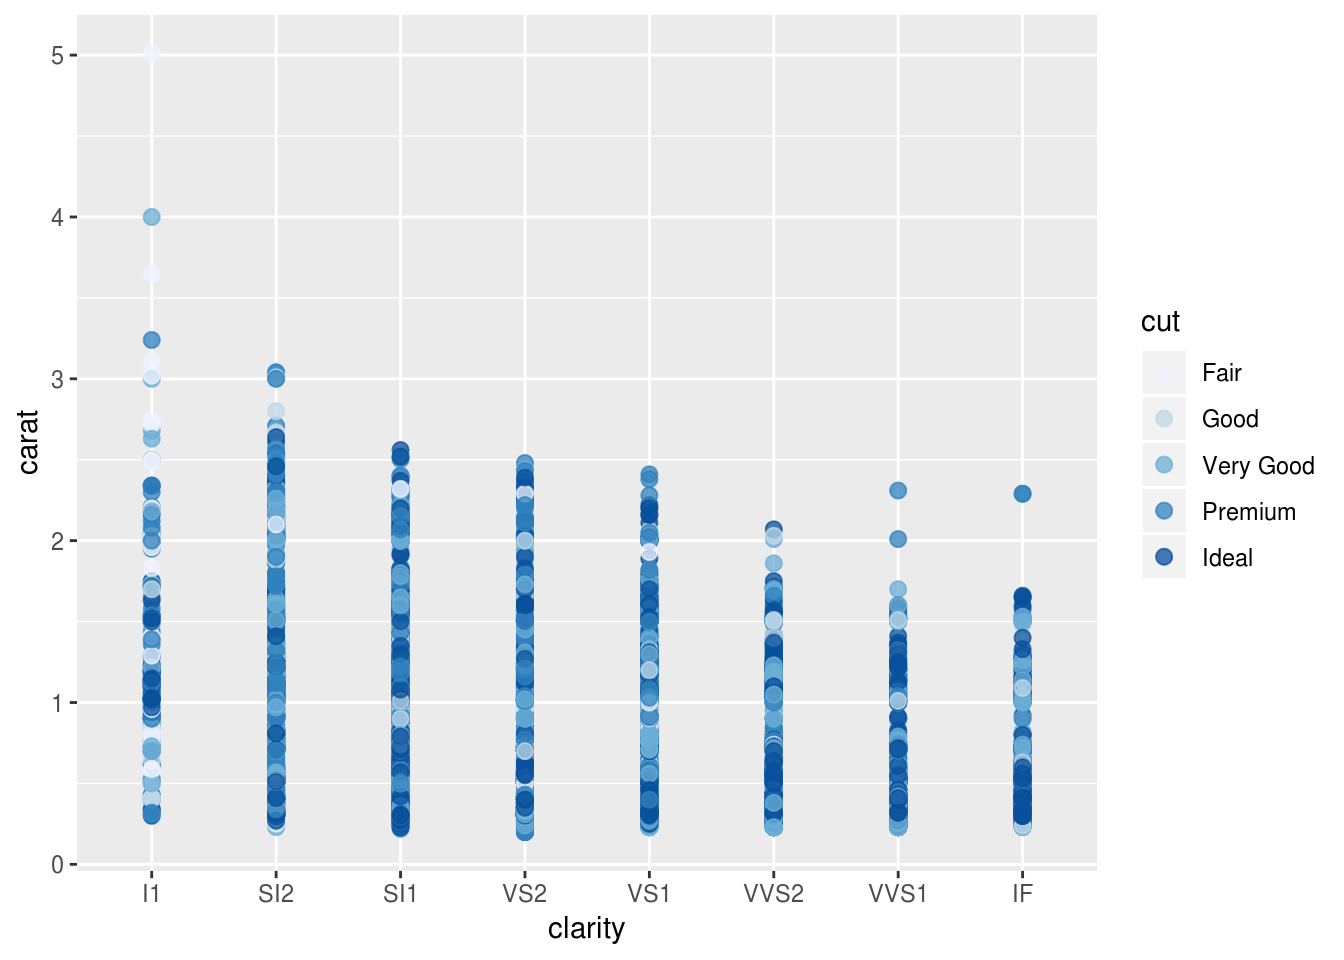 5
4
3
2
1
0
carat
I1 SI2 SI1 VS2 VS1 VVS2 VVS1 IF
clarity
cut
Fair
Good
Very Good
Premium
Ideal